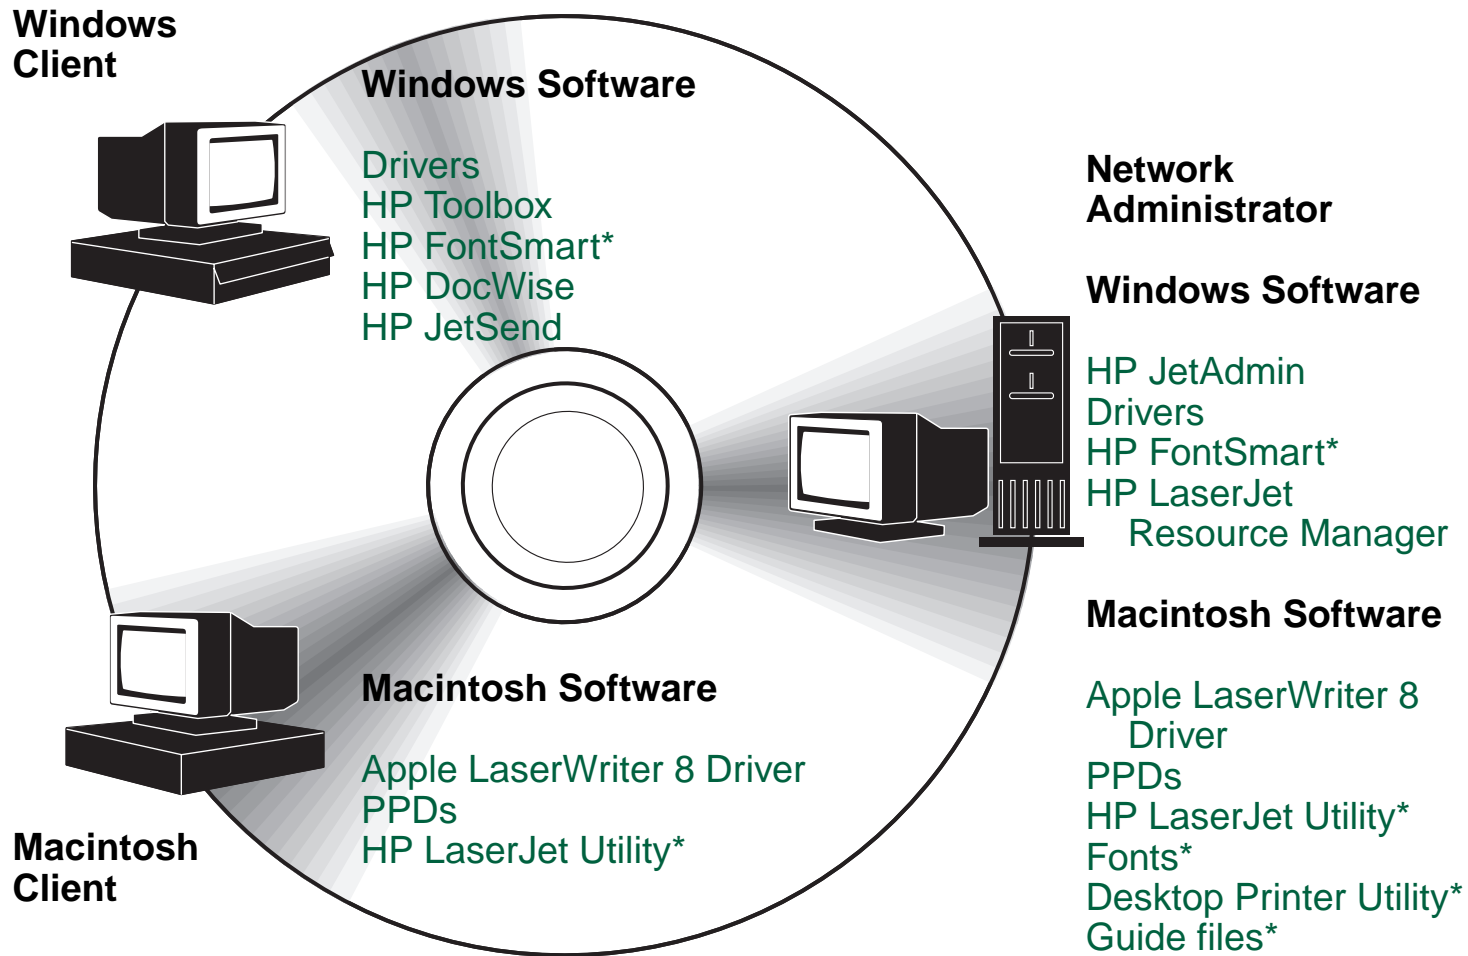 Windows
Client
Windows Software
Drivers
HP Toolbox
HP FontSmart*
HP DocWise
HP JetSend
Network
Administrator
Windows Software
HP JetAdmin
Drivers
HP FontSmart*
HP LaserJet
Resource Manager
Macintosh Software
Apple LaserWriter 8
Driver
PPDs
HP LaserJet Utility*
Fonts*
Desktop Printer Utility*
Guide files*
Macintosh Software
Apple LaserWriter 8 Driver
PPDs
HP LaserJet Utility*
Macintosh
Client